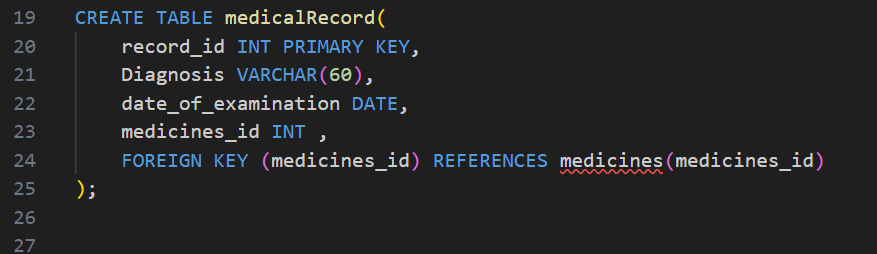 19 CREATE TABLE medicalRecord(
20 record_id INT PRIMARY KEY,
21 Diagnosis VARCHAR(60),
22 date_of_examination DATE,
23 medicines_id INT ,
24 FOREIGN KEY (medicines_id) REFERENCES medicines(medicines_id)
25 );
26
27